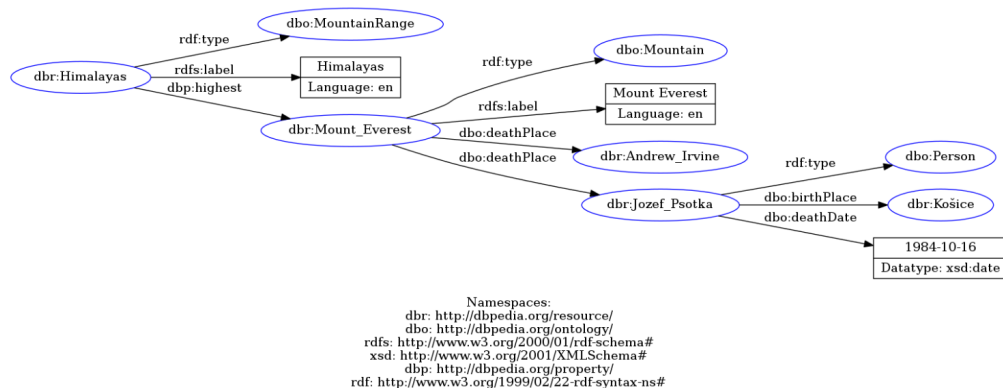 dbo:MountainRange
rdf:type
dbo:Mountain
rdf:type
dbr:Himalayas
rdfs:label
Himalayas
Language: en
dbp:highest
rdfs:label
Mount Everest
Language: en
dbr:Mount_Everest
dbo:deathPlace
dbr:Andrew_Irvine
dbo:deathPlace
rdf:type
dbo:Person
dbr:Jozef_Psotka
dbo:birthPlace
dbr:Košice
dbo:deathDate
1984-10-16
Datatype: xsd:date
Namespaces:
dbr: http://dbpedia.org/resource/
dbo: http://dbpedia.org/ontology/
rdfs: http://www.w3.org/2000/01/rdf-schema#
xsd: http://www.w3.org/2001/XMLSchema#
dbp: http://dbpedia.org/property/
rdf: http://www.w3.org/1999/02/22-rdf-syntax-ns#